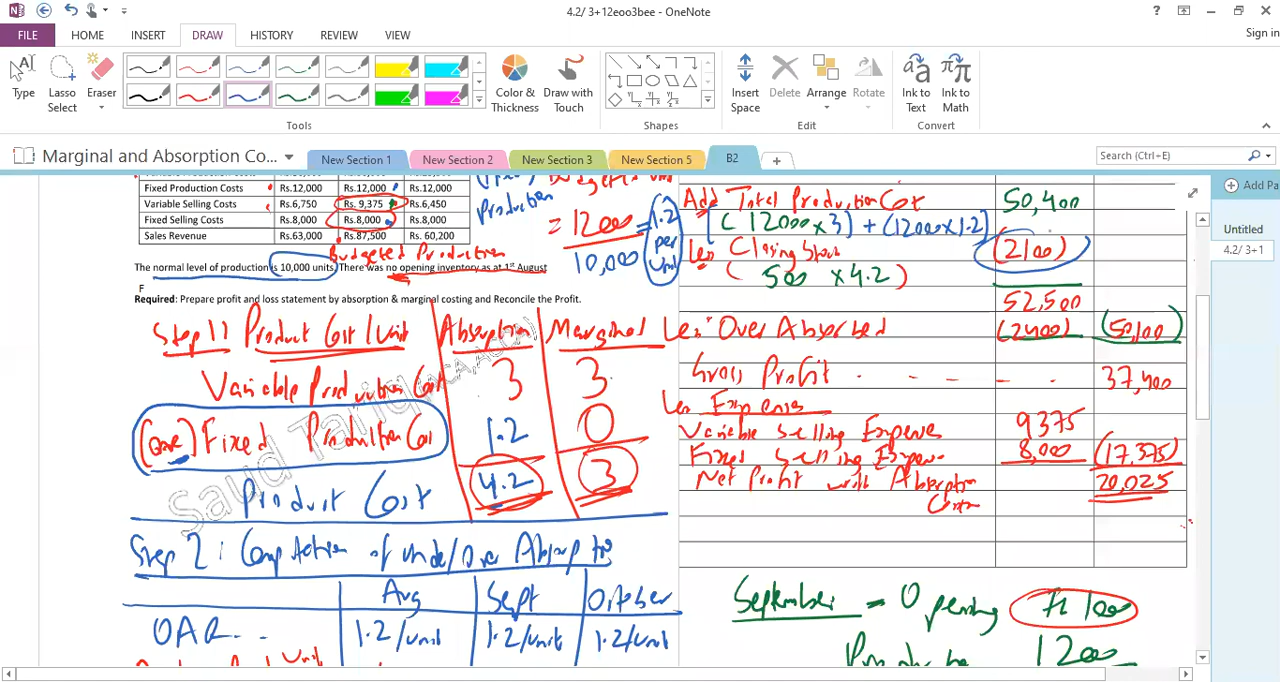 4.2/ 3+12eoo3bee - OneNote
Sign in
FILE HOME INSERT DRAW HISTORY REVIEW VIEW
Type
Lasso Select
Eraser
Color & Thickness
Draw with Touch
Insert Space
Delete
Arrange
Rotate
Ink to Text
Ink to Math
Tools
Shapes
Edit
Convert
Marginal and Absorption Co...
New Section 1
New Section 2
New Section 3
New Section 5
B2
Search (Ctrl+E)
Add Pa
Untitled
4.2/ 3+1
Fixed Production Costs Rs.12,000 Rs.12,000 Rs.12,000
Variable Selling Costs Rs.6,750 Rs. 9,375 Rs.6,450
Fixed Selling Costs Rs.8,000 Rs.8,000 Rs.8,000
Sales Revenue Rs.63,000 Rs.87,500 Rs. 60,200
Production
= 12000 = 1.2 per unit
10,000
Budgeted Production
The normal level of production is 10,000 units. There was no opening inventory as at 1st August
F
Required: Prepare profit and loss statement by absorption & marginal costing and Reconcile the Profit.
Step 1) Product Cost / Unit Absorption Marginal
Variable Production Cost 3 3
Fixed Production Cos 1.2 0
Product Cost 4.2 3
Step 2: Computation of unde/over Absorptio
Aug Sept October
OAR 1.2/unit 1.2/unit 1.2/unit
Add Total Production Cost 50,400
[(12000x3) + (12000x1.2)]
Less Closing Stock (2100)
(500 x 4.2)
52,500
Less Over Absorbed (2400) (50,100)
Gross Profit 37,400
Less Expenses
Variable Selling Expenses 9375
Fixed Selling Expense 8,000 (17,375)
Net Profit with Absorption Costin 20,025
September = Opening
1200
Saud Tariq (CA, ACCA)